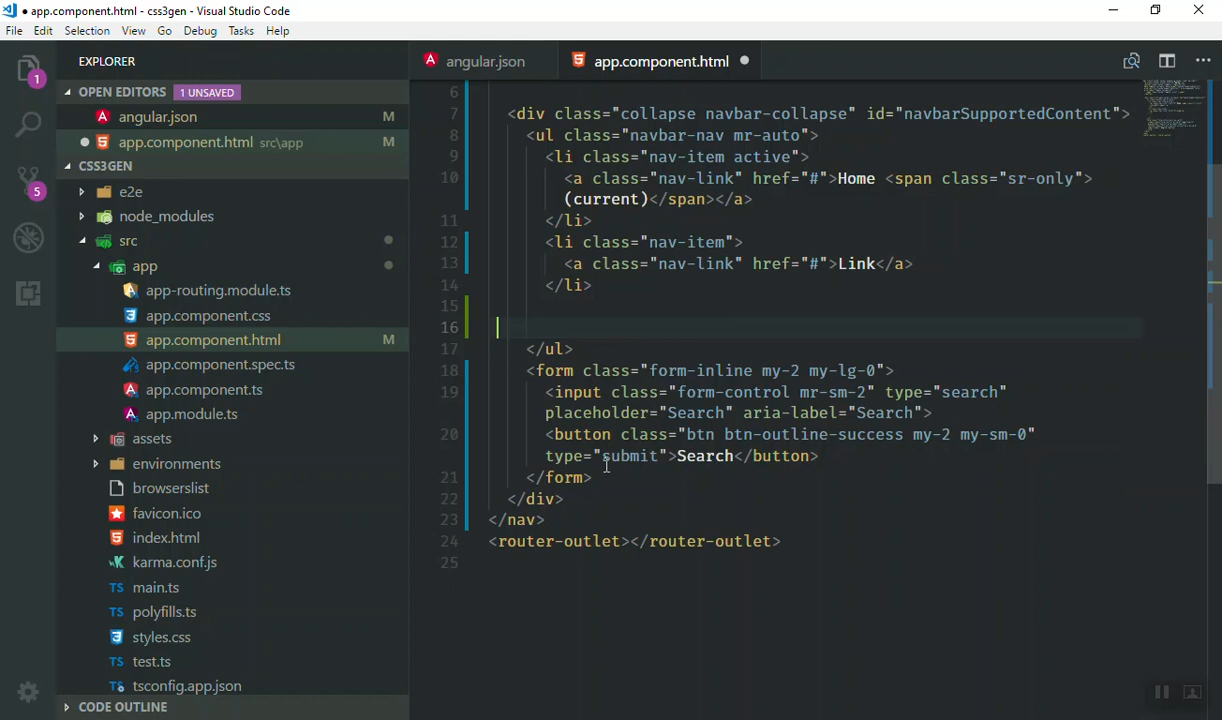 app.component.html - css3gen - Visual Studio Code
File Edit Selection View Go Debug Tasks Help
EXPLORER
1
OPEN EDITORS 1 UNSAVED
angular.json M
app.component.html src\app M
CSS3GEN
5
e2e
node_modules
src
app
app-routing.module.ts
app.component.css
app.component.html M
app.component.spec.ts
app.component.ts
app.module.ts
assets
environments
browserslist
favicon.ico
index.html
karma.conf.js
TS main.ts
TS polyfills.ts
styles.css
TS test.ts
TS tsconfig.app.json
CODE OUTLINE
angular.json app.component.html
6
7 <div class="collapse navbar-collapse" id="navbarSupportedContent">
8 <ul class="navbar-nav mr-auto">
9 <li class="nav-item active">
10 <a class="nav-link" href="#">Home <span class="sr-only">
(current)</span></a>
11 </li>
12 <li class="nav-item">
13 <a class="nav-link" href="#">Link</a>
14 </li>
15
16
17 </ul>
18 <form class="form-inline my-2 my-lg-0">
19 <input class="form-control mr-sm-2" type="search"
placeholder="Search" aria-label="Search">
20 <button class="btn btn-outline-success my-2 my-sm-0"
type="submit">Search</button>
21 </form>
22 </div>
23 </nav>
24 <router-outlet></router-outlet>
25